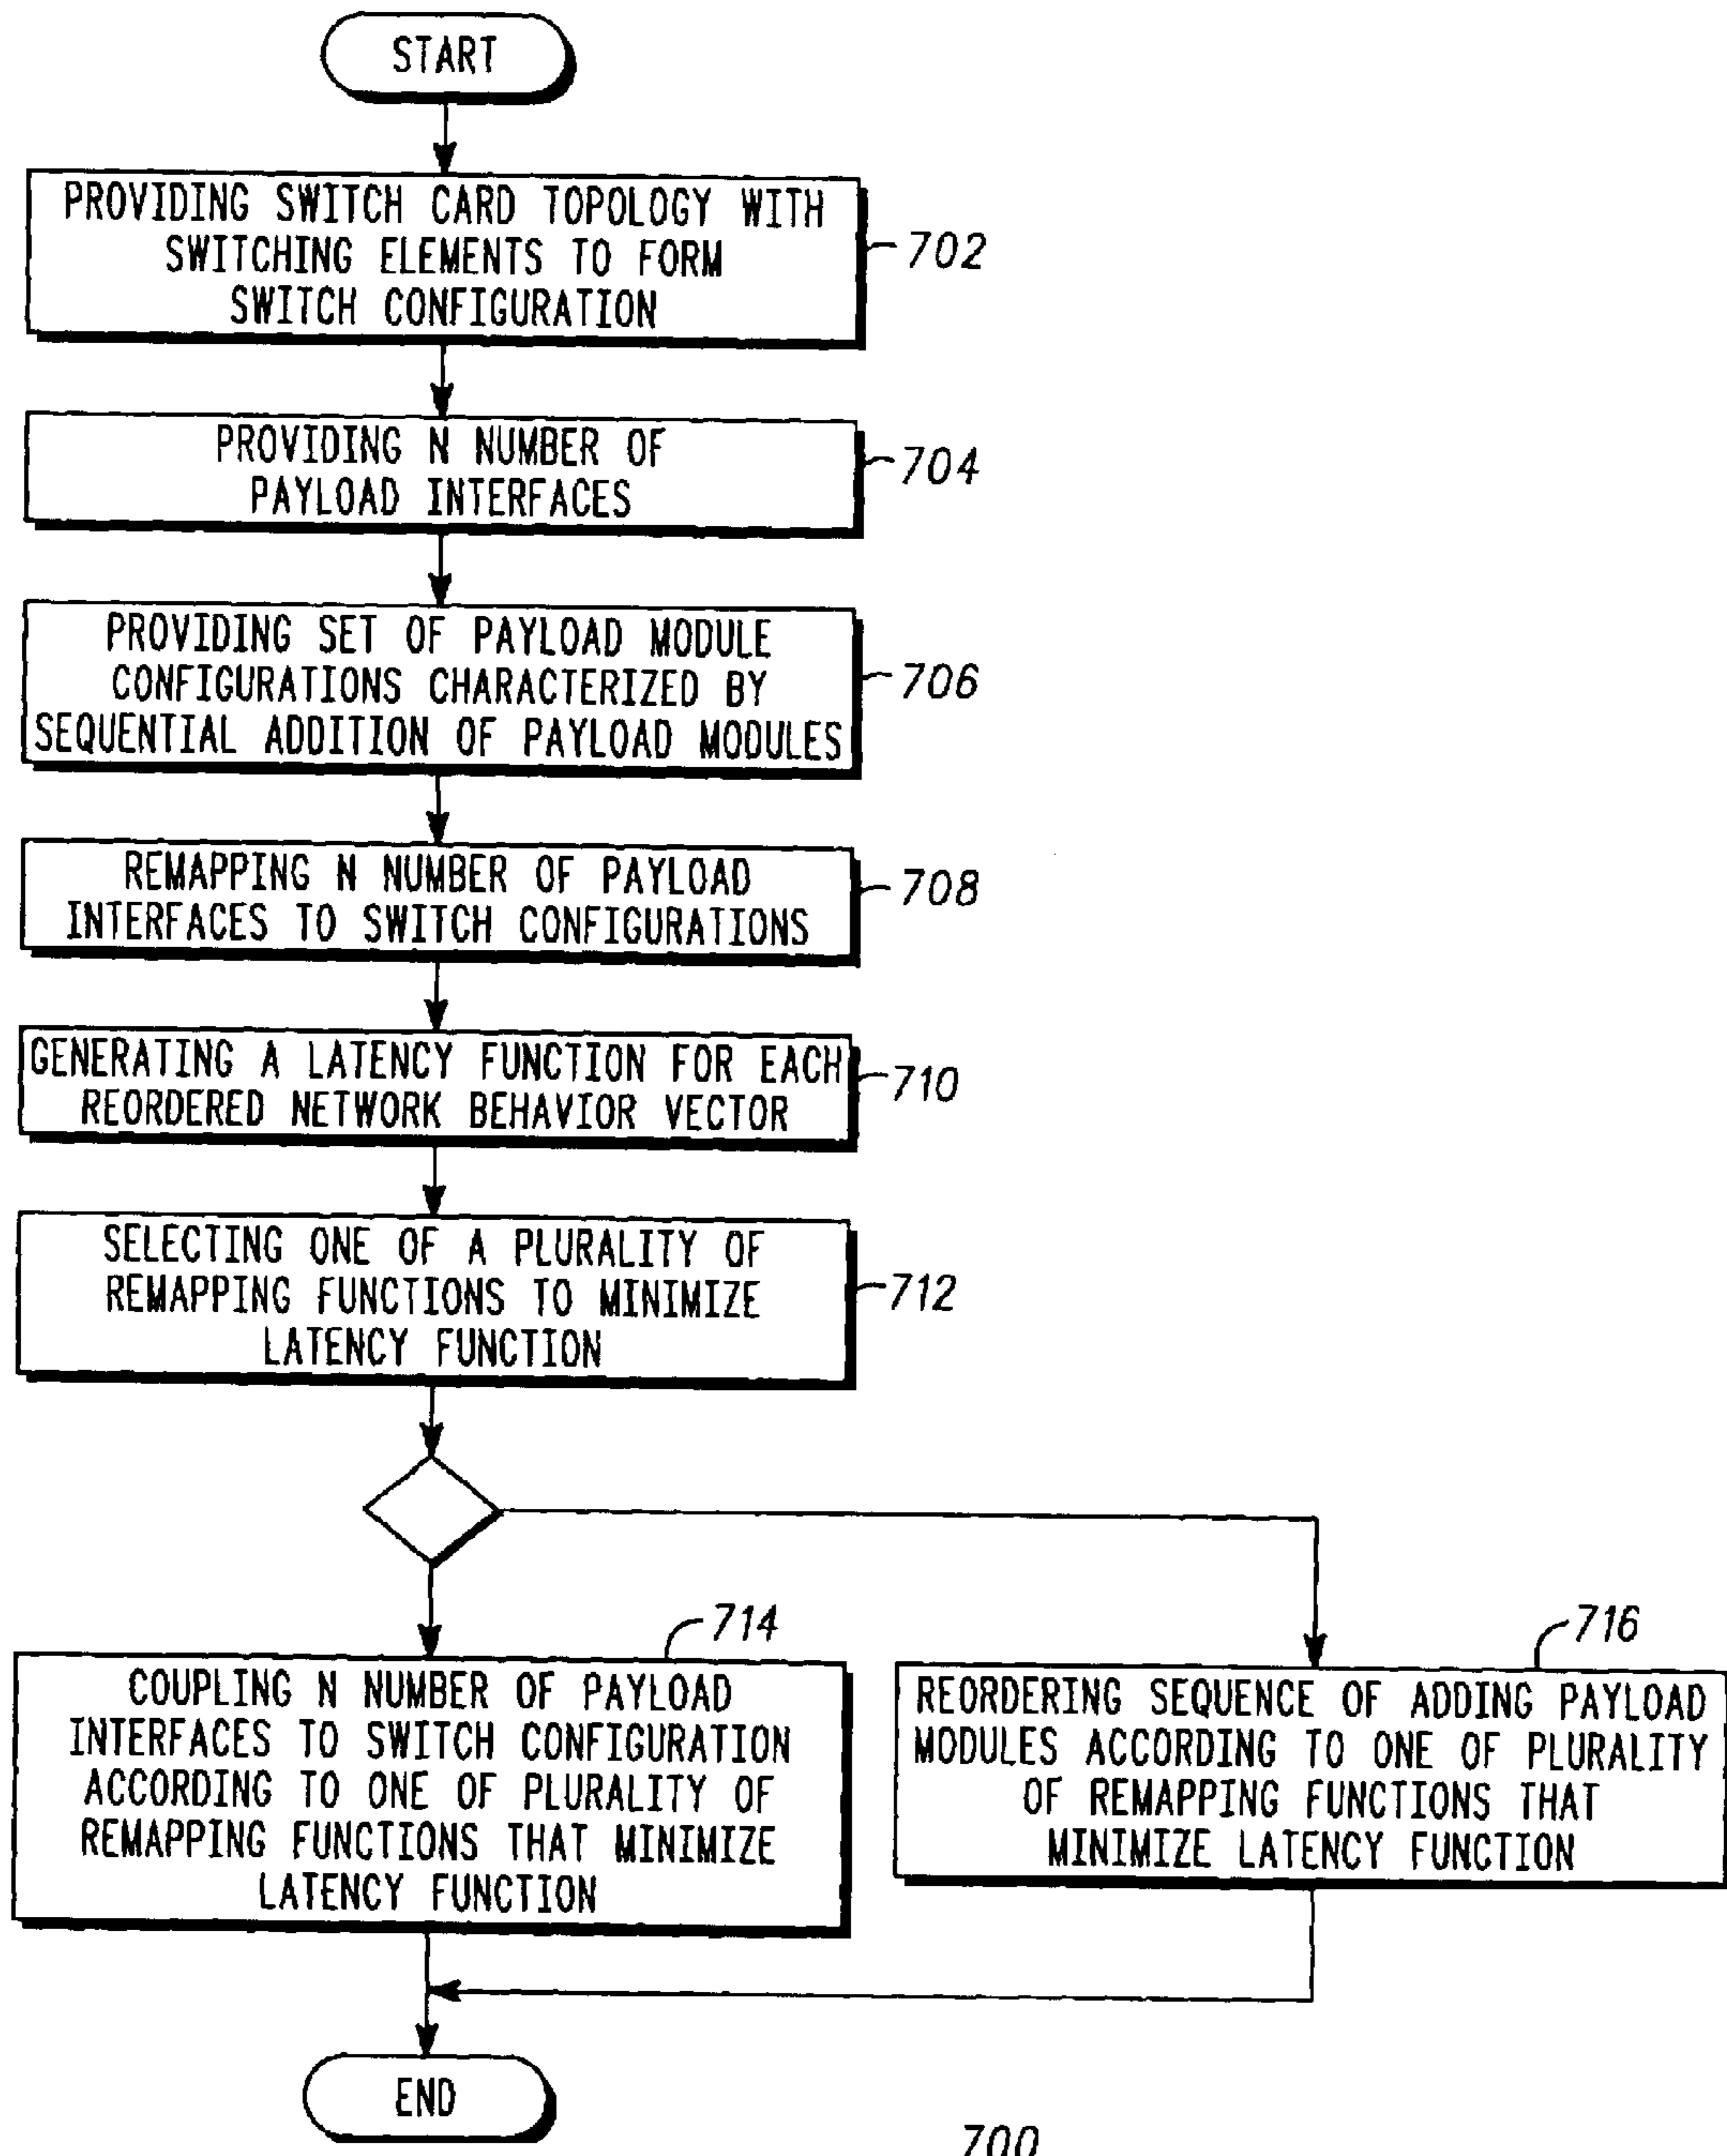 START
PROVIDING SWITCH CARD TOPOLOGY WITH
SWITCHING ELEMENTS TO FORM
SWITCH CONFIGURATION
702
PROVIDING N NUMBER OF
PAYLOAD INTERFACES
704
PROVIDING SET OF PAYLOAD MODULE
CONFIGURATIONS CHARACTERIZED BY
SEQUENTIAL ADDITION OF PAYLOAD MODULES
706
REMAPPING N NUMBER OF PAYLOAD
INTERFACES TO SWITCH CONFIGURATIONS
708
GENERATING A LATENCY FUNCTION FOR EACH
REORDERED NETWORK BEHAVIOR VECTOR
710
SELECTING ONE OF A PLURALITY OF
REMAPPING FUNCTIONS TO MINIMIZE
LATENCY FUNCTION
712
714
COUPLING N NUMBER OF PAYLOAD
INTERFACES TO SWITCH CONFIGURATION
ACCORDING TO ONE OF PLURALITY OF
REMAPPING FUNCTIONS THAT MINIMIZE
LATENCY FUNCTION
716
REORDERING SEQUENCE OF ADDING PAYLOAD
MODULES ACCORDING TO ONE OF PLURALITY
OF REMAPPING FUNCTIONS THAT
MINIMIZE LATENCY FUNCTION
END
700